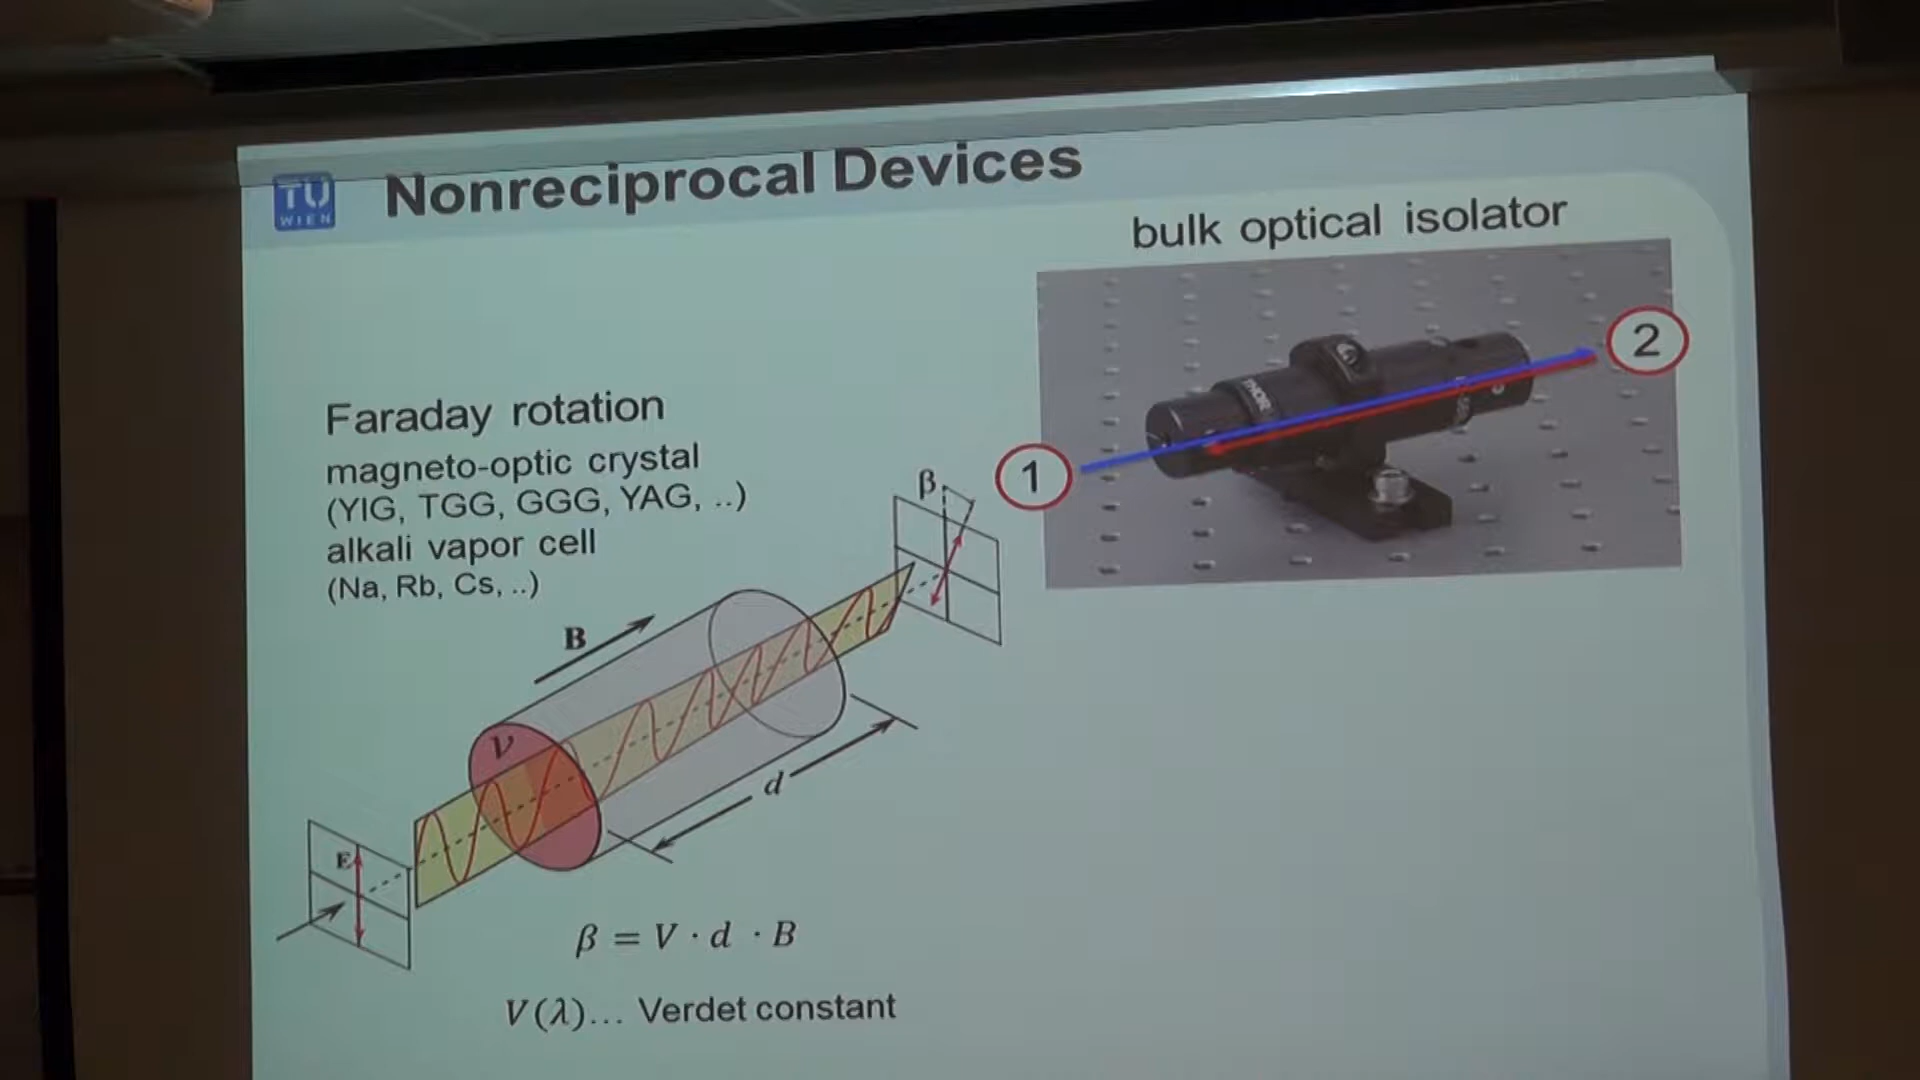 TU
WIEN
Nonreciprocal Devices
bulk optical isolator
Faraday rotation
magneto-optic crystal
(YIG, TGG, GGG, YAG, ..)
alkali vapor cell
(Na, Rb, Cs, ..)
1
2
THOR
β
B
ν
d
E
β = V · d · B
V(λ)... Verdet constant